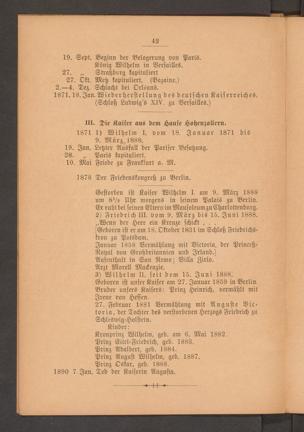 42
19. Sept. Beginn der Belagerung von Paris.
König Wilhelm in Versailles.
27. „ Straßburg kapituliert
27. Okt. Metz kapituliert. (Bazaine.)
2.—4. Dez. Schlacht bei Orleans.
1871. 18. Jan. Wiederherstellung des deutschen Kaiserreiches.
(Schloß Ludwig's XIV. zu Versailles.)
III. Die Kaiser aus dem Hause Hohenzollern.
1871 1) Wilhelm I. vom 18. Januar 1871 bis
9. März 1888.
19. Jan. Letzter Ausfall der Pariser Besatzung.
28. „ Paris kapituliert.
10. Mai Friede zu Frankfurt a. M.
1878 Der Friedenskongreß zu Berlin.
Gestorben ist Kaiser Wilhelm I. am 9. März 1888
um 8½ Uhr morgens in seinem Palais zu Berlin.
Er ruht bei seinen Eltern im Mausoleum zu Charlottenburg.
2) Friedrich III. vom 9. März bis 15. Juni 1888.
„Wenn der Herr ein Kreuz schickt
Geboren ist er am 18. Oktober 1831 im Schloß Friedrichs-
kron zu Potsdam.
Januar 1858 Vermählung mit Victoria, der Princeß-
Royal von Großbritannien und Irland.
Aufenthalt in San Remo; Villa Zirio.
Arzt Morell Mackenzie.
3) Wilhelm II. seit dem 15. Juni 1888.
Geboren ist unser Kaiser am 27. Januar 1859 in Berlin
Bruder unsers Kaisers: Prinz Heinrich, vermählt mit
Irene von Hessen.
27. Februar 1881 Vermählung mit Auguste Vic-
toria, der Tochter des verstorbenen Herzogs Friedrich zu
Schleswig-Holstein.
Kinder:
Kronprinz Wilhelm, geb. am 6. Mai 1882.
Prinz Eitel-Friedrich, geb. 1883.
Prinz Adalbert, geb. 1884.
Prinz August Wilhelm, geb. 1887.
Prinz Oskar, geb. 1888.
1890 7. Jan. Tod der Kaiserin Augusta.